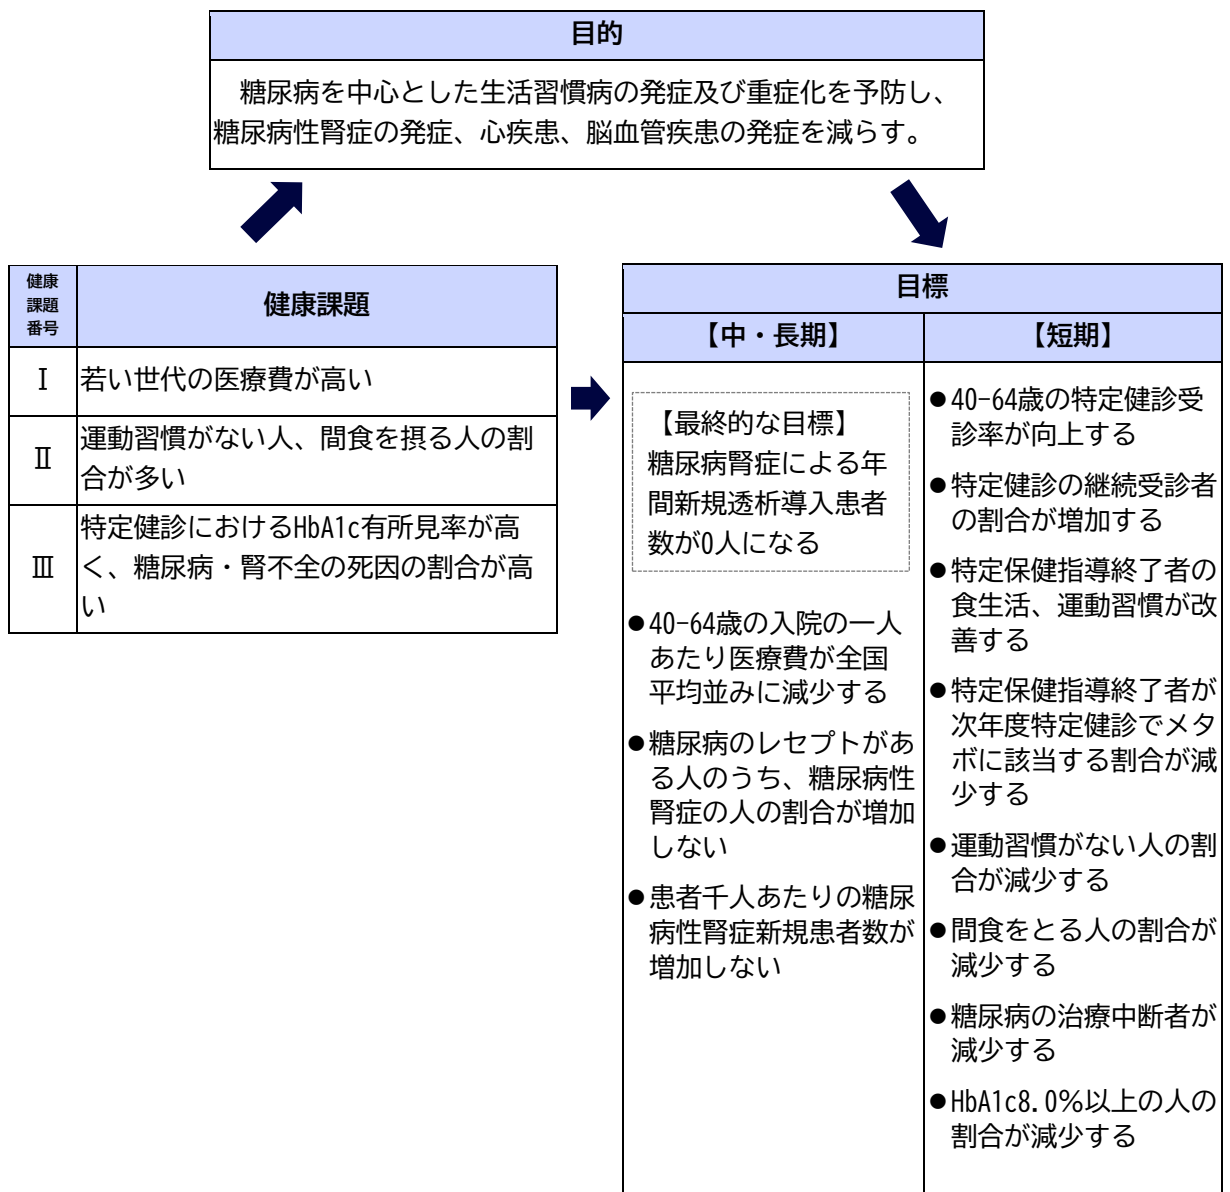 目的
糖尿病を中心とした生活習慣病の発症及び重症化を予防し、
糖尿病性腎症の発症、心疾患、脳血管疾患の発症を減らす。
健康
課題
番号
健康課題
Ⅰ
若い世代の医療費が高い
Ⅱ
運動習慣がない人、間食を摂る人の割
合が多い
Ⅲ
特定健診におけるHbA1c有所見率が高
く、糖尿病・腎不全の死因の割合が高
い
目標
【中・長期】
【最終的な目標】
糖尿病腎症による年
間新規透析導入患者
数が0人になる
●40-64歳の入院の一人
あたり医療費が全国
平均並みに減少する
●糖尿病のレセプトがあ
る人のうち、糖尿病性
腎症の人の割合が増加
しない
●患者千人あたりの糖尿
病性腎症新規患者数が
増加しない
【短期】
●40-64歳の特定健診受
診率が向上する
●特定健診の継続受診者
の割合が増加する
●特定保健指導終了者の
食生活、運動習慣が改
善する
●特定保健指導終了者が
次年度特定健診でメタ
ボに該当する割合が減
少する
●運動習慣がない人の割
合が減少する
●間食をとる人の割合が
減少する
●糖尿病の治療中断者が
減少する
●HbA1c8.0%以上の人の
割合が減少する